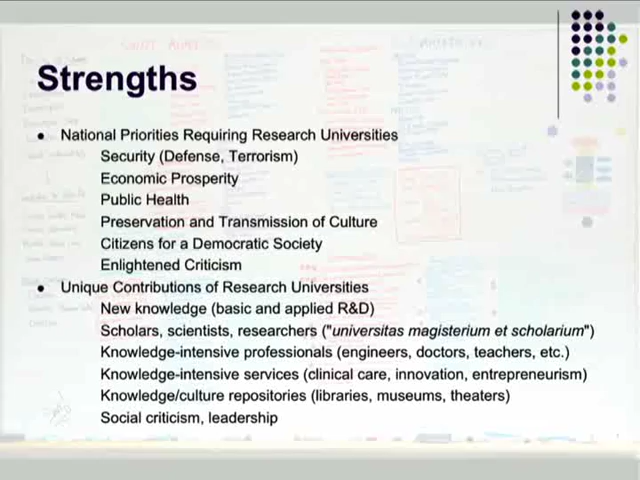 Strengths
● National Priorities Requiring Research Universities
Security (Defense, Terrorism)
Economic Prosperity
Public Health
Preservation and Transmission of Culture
Citizens for a Democratic Society
Enlightened Criticism
● Unique Contributions of Research Universities
New knowledge (basic and applied R&D)
Scholars, scientists, researchers ("universitas magisterium et scholarium")
Knowledge-intensive professionals (engineers, doctors, teachers, etc.)
Knowledge-intensive services (clinical care, innovation, entrepreneurism)
Knowledge/culture repositories (libraries, museums, theaters)
Social criticism, leadership